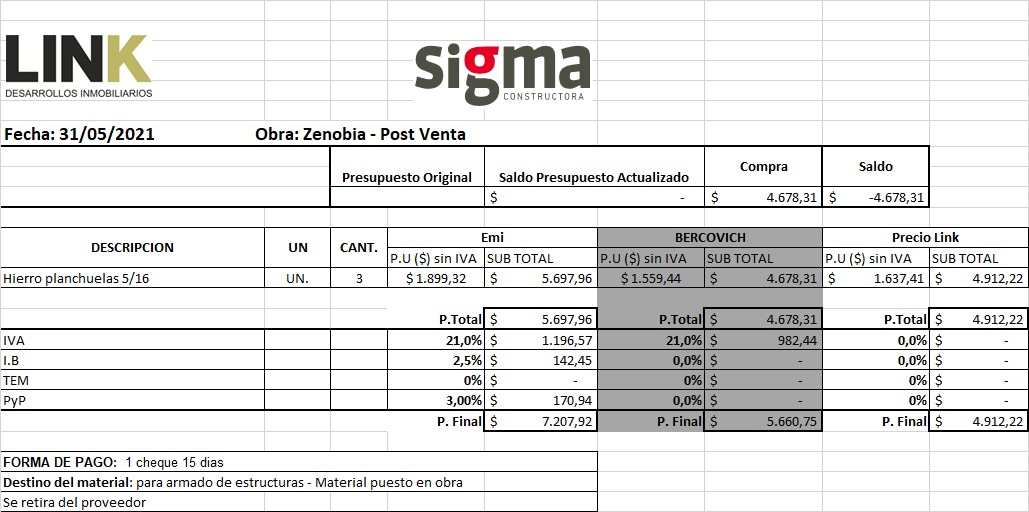 LINK
DESARROLLOS INMOBILIARIOS
sigma
CONSTRUCTORA
Fecha: 31/05/2021 Obra: Zenobia - Post Venta
Presupuesto Original Saldo Presupuesto Actualizado Compra Saldo
$ - $ 4.678,31 $ -4.678,31
DESCRIPCION UN CANT. Emi BERCOVICH Precio Link
P.U ($) sin IVA SUB TOTAL P.U ($) sin IVA SUB TOTAL P.U ($) sin IVA SUB TOTAL
Hierro planchuelas 5/16 UN. 3 $ 1.899,32 $ 5.697,96 $ 1.559,44 $ 4.678,31 $ 1.637,41 $ 4.912,22
P.Total $ 5.697,96 P.Total $ 4.678,31 P.Total $ 4.912,22
IVA 21,0% $ 1.196,57 21,0% $ 982,44 0,0% $ -
I.B 2,5% $ 142,45 0,0% $ - 0,0% $ -
TEM 0% $ - 0% $ - 0% $ -
PyP 3,00% $ 170,94 0,0% $ - 0% $ -
P. Final $ 7.207,92 P. Final $ 5.660,75 P. Final $ 4.912,22
FORMA DE PAGO: 1 cheque 15 dias
Destino del material: para armado de estructuras - Material puesto en obra
Se retira del proveedor